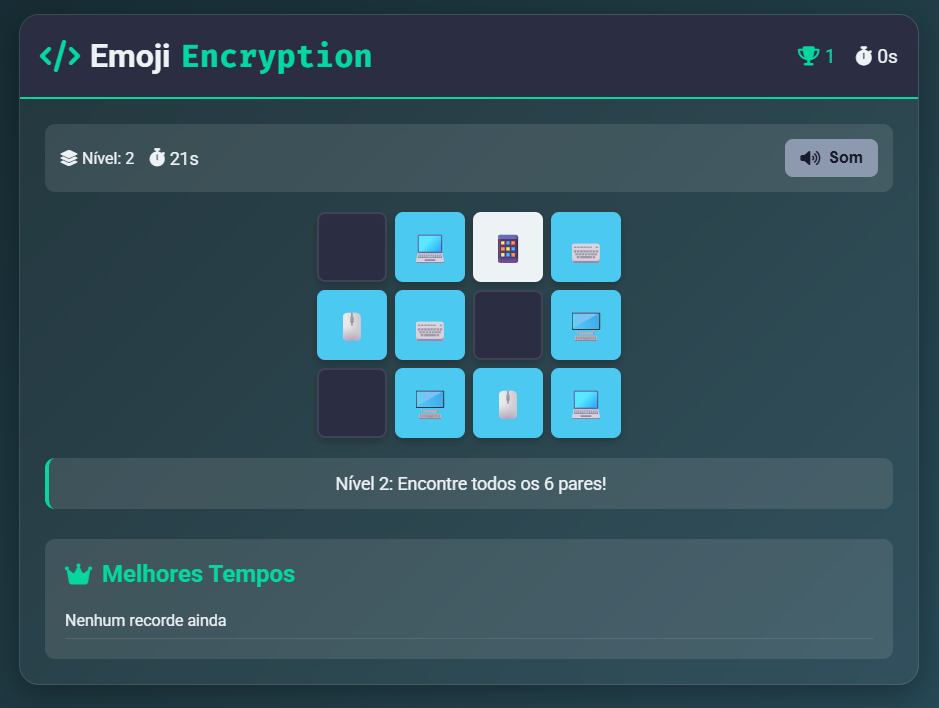 </> Emoji Encryption
1 0s
Nível: 2 21s
Som
Nível 2: Encontre todos os 6 pares!
Melhores Tempos
Nenhum recorde ainda